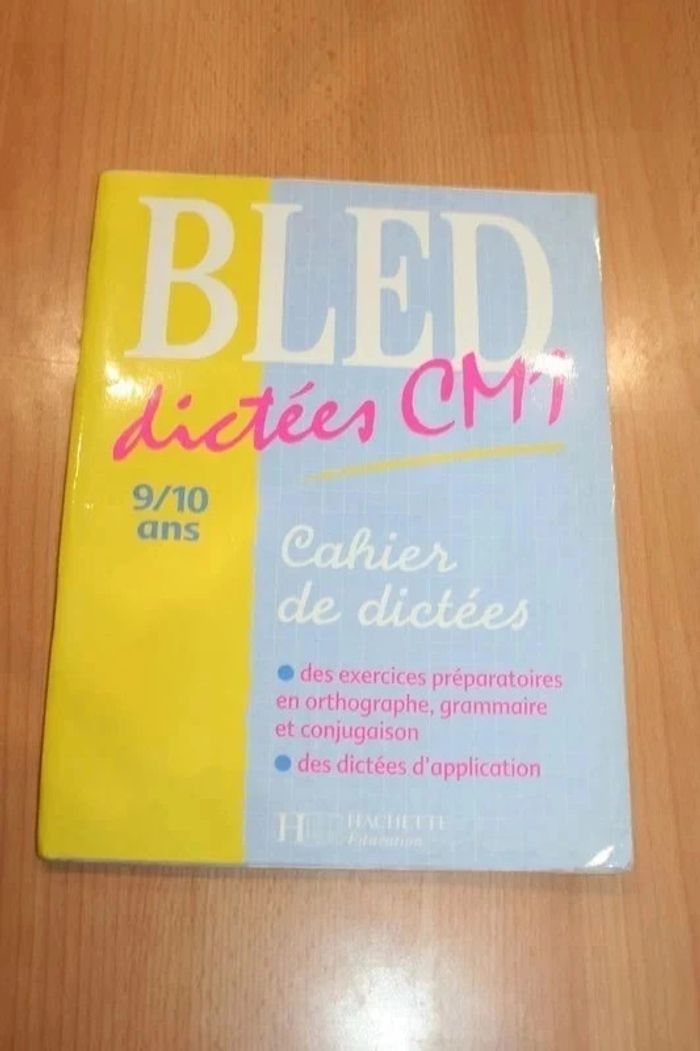 BLED
dictées CM1
9/10
ans
Cahier
de dictées
● des exercices préparatoires
en orthographe, grammaire
et conjugaison
● des dictées d'application
H HACHETTE
Éducation